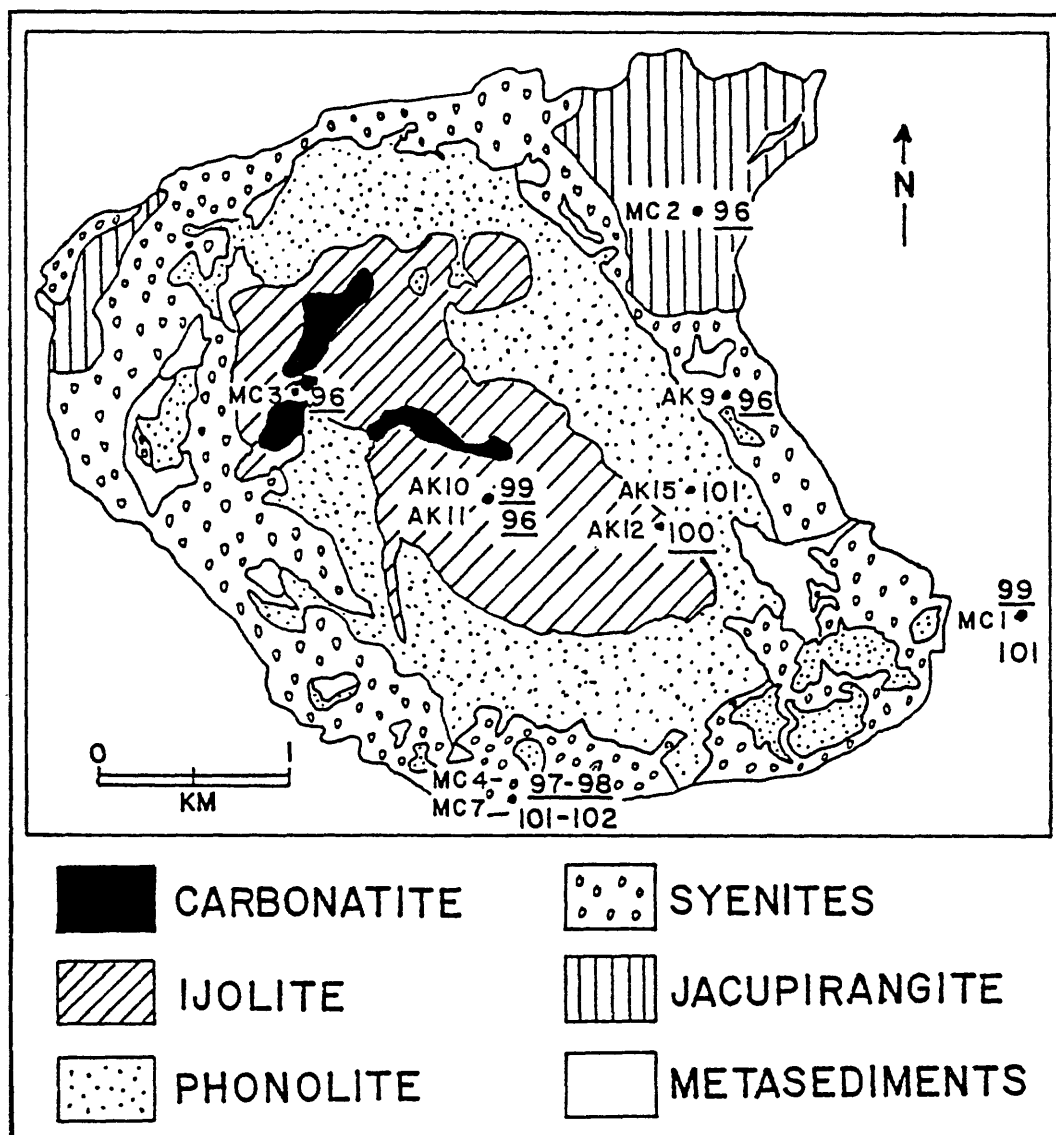 N
MC2 • 96
MC3 96
AK9 • 96
AK10 99
AK11 96
AK15 • 101
AK12 • 100
99
MC1 •
101
0 1
KM
MC4- 97-98
MC7- 101-102
CARBONATITE
SYENITES
IJOLITE
JACUPIRANGITE
PHONOLITE
METASEDIMENTS